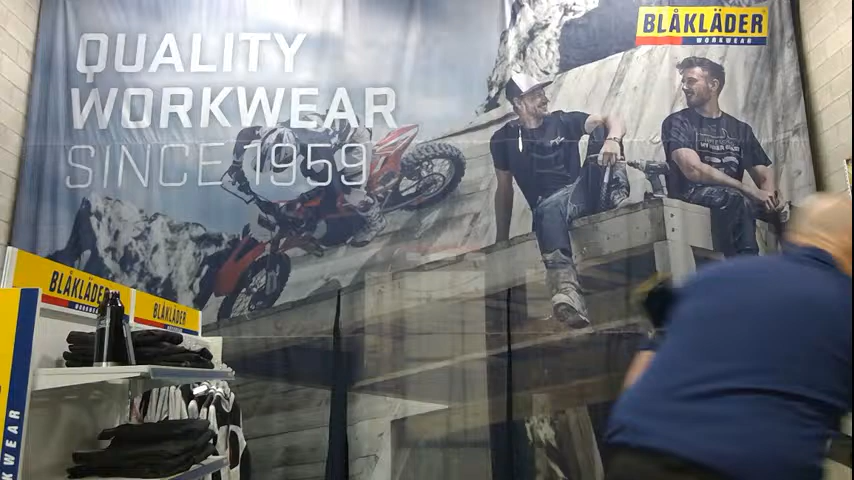 QUALITY
WORKWEAR
SINCE 1959
BLÅKLÄDER
WORKWEAR
BLÅKLÄDER
BLÅKLÄDER
WEAR